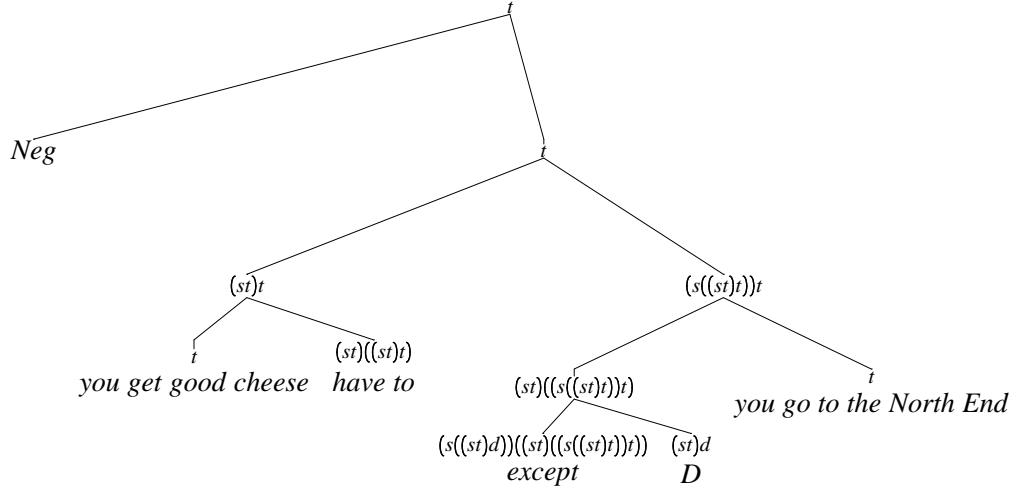 t
Neg
t
(st)t
(s((st)t))t
t
(st)((st)t)
you get good cheese have to
(st)((s((st)t))t)
t
you go to the North End
(s((st)d))((st)((s((st)t))t))
(st)d
except
D